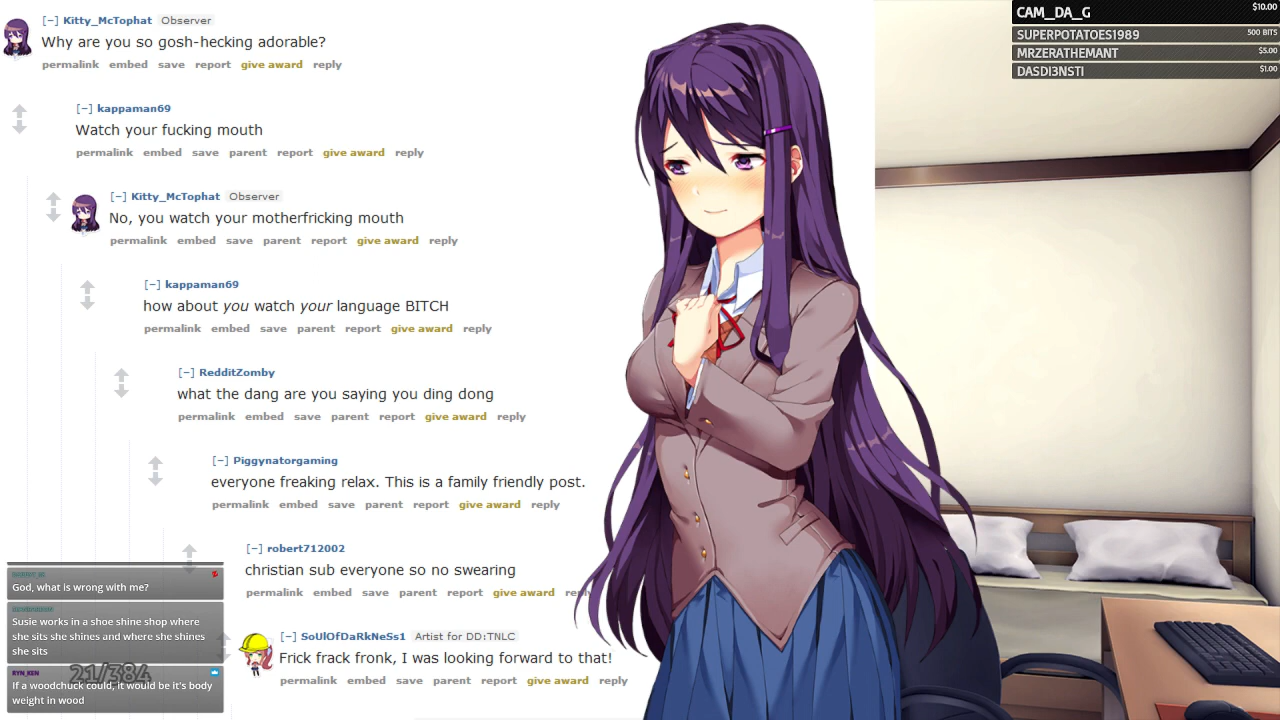 [−] Kitty_McTophat Observer
Why are you so gosh-hecking adorable?
permalink embed save report give award reply
[−] kappaman69
Watch your fucking mouth
permalink embed save parent report give award reply
[−] Kitty_McTophat Observer
No, you watch your motherfricking mouth
permalink embed save parent report give award reply
[−] kappaman69
how about you watch your language BITCH
permalink embed save parent report give award reply
[−] RedditZomby
what the dang are you saying you ding dong
permalink embed save parent report give award reply
[−] Piggynatorgaming
everyone freaking relax. This is a family friendly post.
permalink embed save parent report give award reply
[−] robert712002
christian sub everyone so no swearing
permalink embed save parent report give award
[−] SoUlOfDaRkNeSs1 Artist for DD:TNLC
Frick frack fronk, I was looking forward to that!
permalink embed save parent report give award reply
God, what is wrong with me?
Susie works in a shoe shine shop where
she sits she shines and where she shines
she sits
21/384
RYN_KEN
If a woodchuck could, it would be it's body
weight in wood
CAM_DA_G $10.00
SUPERPOTATOES1989 500 BITS
MRZERATHEMANT $5.00
DASDI3NSTI $1.00